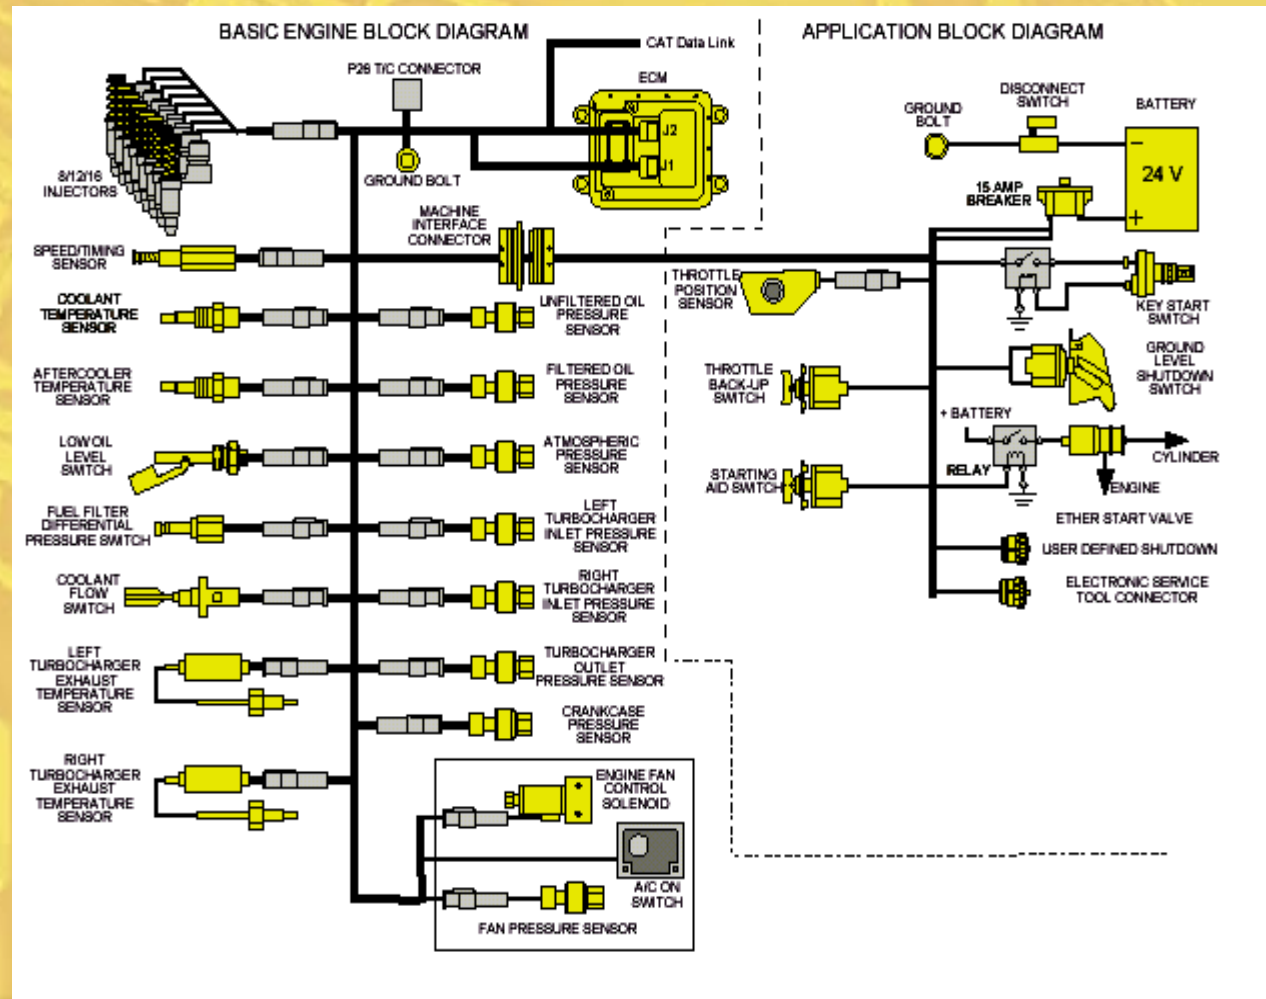 BASIC ENGINE BLOCK DIAGRAM
CAT Data Link
P26 T/C CONNECTOR
ECM
J2
J1
8/12/16
INJECTORS
GROUND BOLT
MACHINE
INTERFACE
CONNECTOR
SPEED/TIMING
SENSOR
COOLANT
TEMPERATURE
SENSOR
UNFILTERED OIL
PRESSURE
SENSOR
AFTERCOOLER
TEMPERATURE
SENSOR
FILTERED OIL
PRESSURE
SENSOR
LOW OIL
LEVEL
SWITCH
ATMOSPHERIC
PRESSURE
SENSOR
FUEL FILTER
DIFFERENTIAL
PRESSURE SWITCH
LEFT
TURBOCHARGER
INLET PRESSURE
SENSOR
COOLANT
FLOW
SWITCH
RIGHT
TURBOCHARGER
INLET PRESSURE
SENSOR
LEFT
TURBOCHARGER
EXHAUST
TEMPERATURE
SENSOR
TURBOCHARGER
OUTLET
PRESSURE SENSOR
CRANKCASE
PRESSURE
SENSOR
RIGHT
TURBOCHARGER
EXHAUST
TEMPERATURE
SENSOR
ENGINE FAN
CONTROL
SOLENOID
A/C ON
SWITCH
FAN PRESSURE SENSOR
APPLICATION BLOCK DIAGRAM
GROUND
BOLT
DISCONNECT
SWITCH
BATTERY
−
24 V
+
15 AMP
BREAKER
THROTTLE
POSITION
SENSOR
KEY START
SWITCH
GROUND
LEVEL
SHUTDOWN
SWITCH
THROTTLE
BACK-UP
SWITCH
+ BATTERY
CYLINDER
RELAY
STARTING
AID SWITCH
ENGINE
ETHER START VALVE
USER DEFINED SHUTDOWN
ELECTRONIC SERVICE
TOOL CONNECTOR